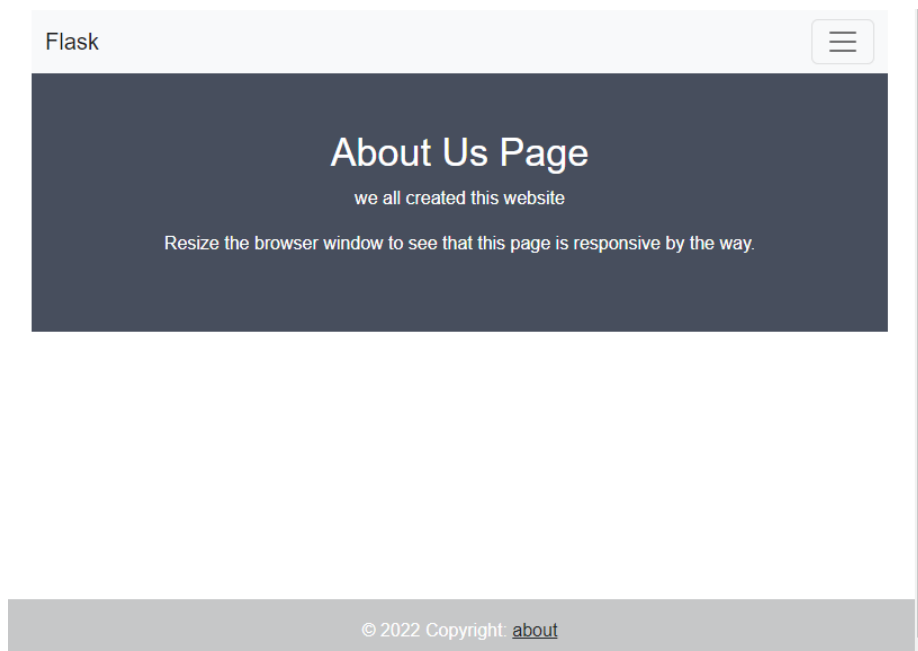 Flask
About Us Page
we all created this website
Resize the browser window to see that this page is responsive by the way.
© 2022 Copyright: about